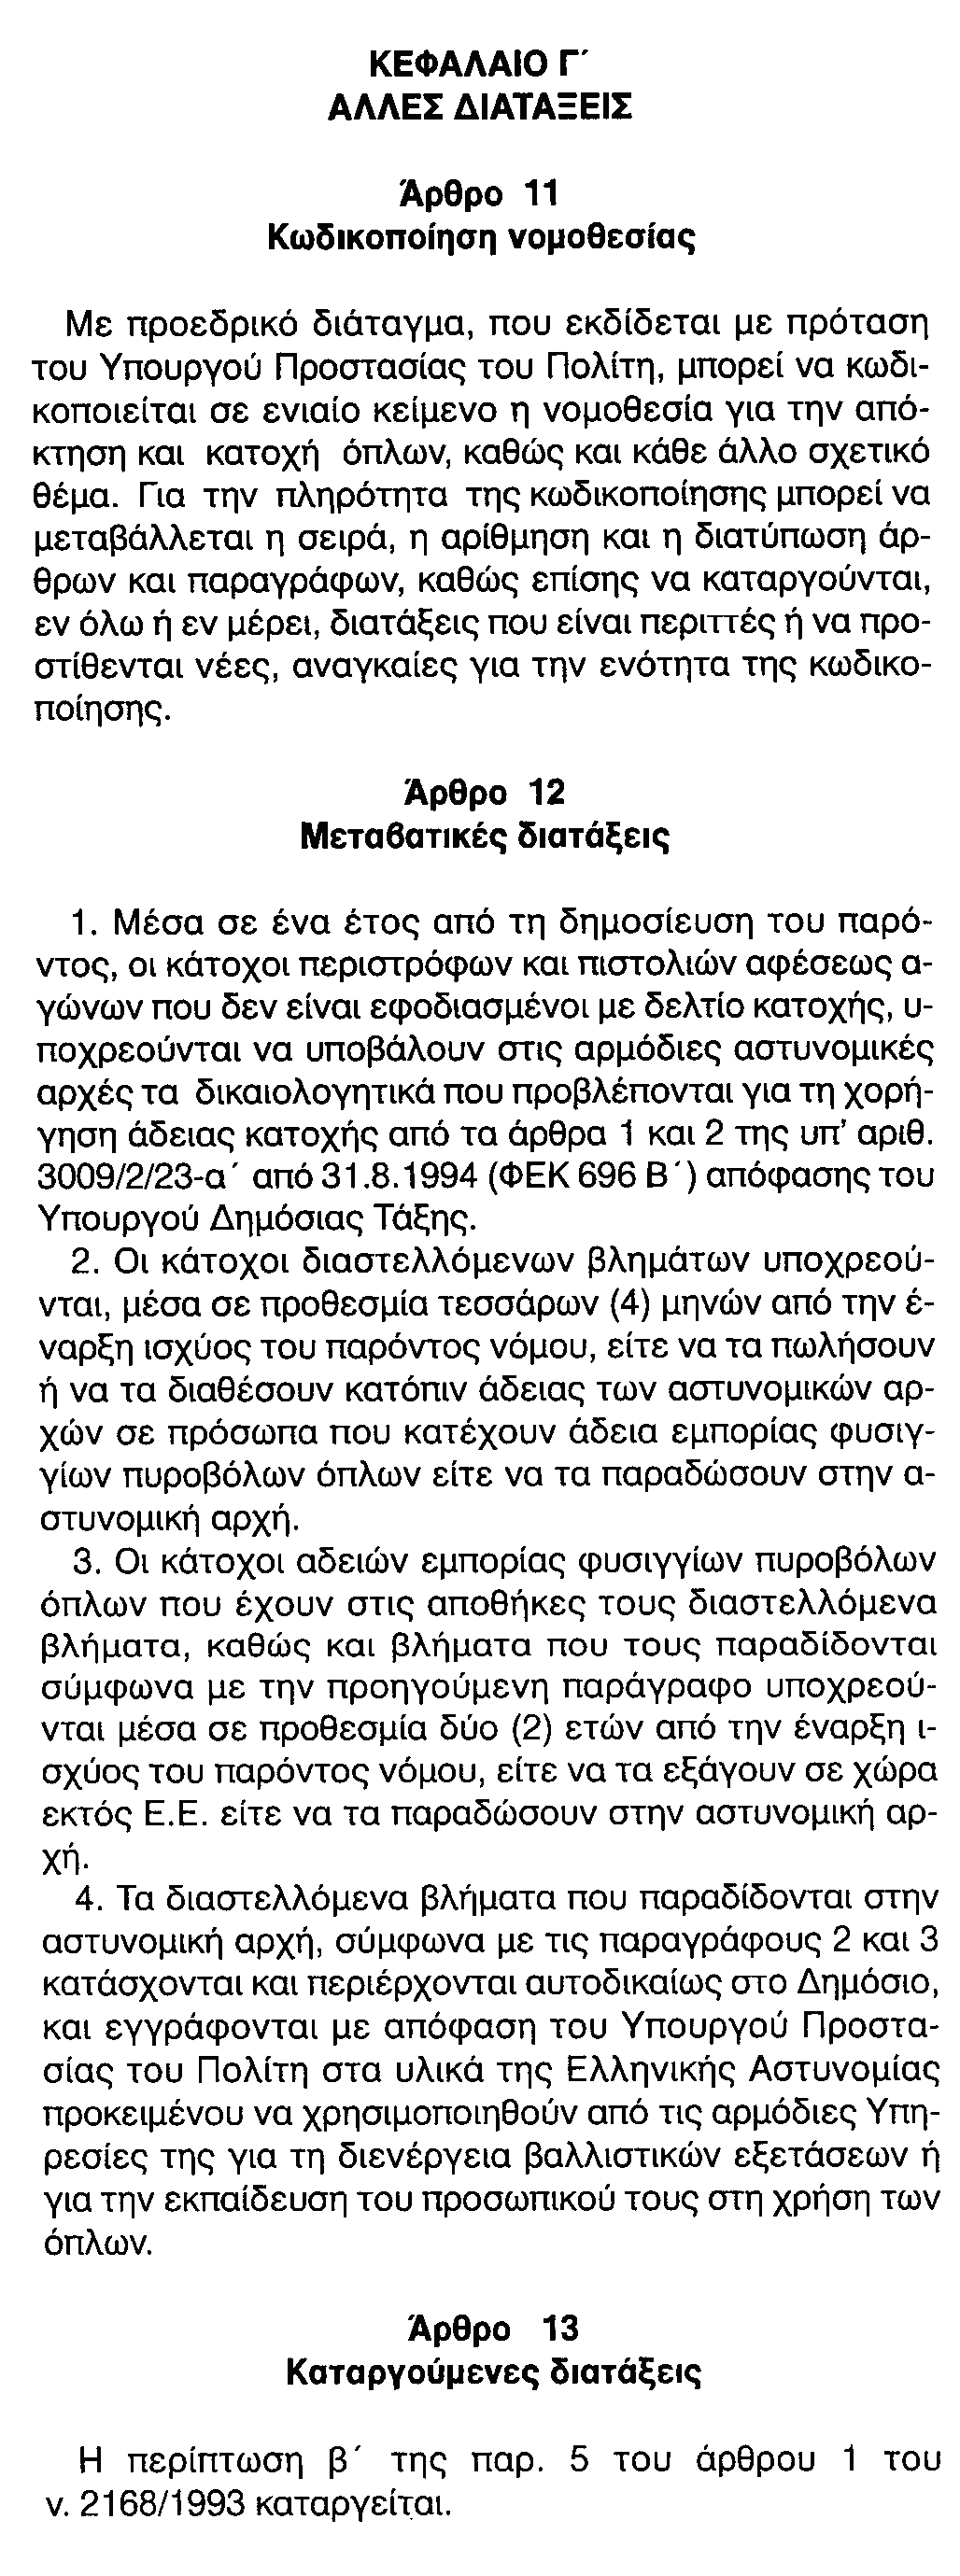 ΚΕΦΑΛΑΙΟ Γ΄
ΑΛΛΕΣ ΔΙΑΤΑΞΕΙΣ
Άρθρο 11
Κωδικοποίηση νομοθεσίας
Με προεδρικό διάταγμα, που εκδίδεται με πρόταση
του Υπουργού Προστασίας του Πολίτη, μπορεί να κωδι-
κοποιείται σε ενιαίο κείμενο η νομοθεσία για την από-
κτηση και κατοχή όπλων, καθώς και κάθε άλλο σχετικό
θέμα. Για την πληρότητα της κωδικοποίησης μπορεί να
μεταβάλλεται η σειρά, η αρίθμηση και η διατύπωση άρ-
θρων και παραγράφων, καθώς επίσης να καταργούνται,
εν όλω ή εν μέρει, διατάξεις που είναι περιττές ή να προ-
στίθενται νέες, αναγκαίες για την ενότητα της κωδικο-
ποίησης.
Άρθρο 12
Μεταβατικές διατάξεις
1. Μέσα σε ένα έτος από τη δημοσίευση του παρό-
ντος, οι κάτοχοι περιστρόφων και πιστολιών αφέσεως α-
γώνων που δεν είναι εφοδιασμένοι με δελτίο κατοχής, υ-
ποχρεούνται να υποβάλουν στις αρμόδιες αστυνομικές
αρχές τα δικαιολογητικά που προβλέπονται για τη χορή-
γηση άδειας κατοχής από τα άρθρα 1 και 2 της υπ’ αριθ.
3009/2/23-α΄ από 31.8.1994 (ΦΕΚ 696 Β΄) απόφασης του
Υπουργού Δημόσιας Τάξης.
2. Οι κάτοχοι διαστελλόμενων βλημάτων υποχρεού-
νται, μέσα σε προθεσμία τεσσάρων (4) μηνών από την έ-
ναρξη ισχύος του παρόντος νόμου, είτε να τα πωλήσουν
ή να τα διαθέσουν κατόπιν άδειας των αστυνομικών αρ-
χών σε πρόσωπα που κατέχουν άδεια εμπορίας φυσιγ-
γίων πυροβόλων όπλων είτε να τα παραδώσουν στην α-
στυνομική αρχή.
3. Οι κάτοχοι αδειών εμπορίας φυσιγγίων πυροβόλων
όπλων που έχουν στις αποθήκες τους διαστελλόμενα
βλήματα, καθώς και βλήματα που τους παραδίδονται
σύμφωνα με την προηγούμενη παράγραφο υποχρεού-
νται μέσα σε προθεσμία δύο (2) ετών από την έναρξη ι-
σχύος του παρόντος νόμου, είτε να τα εξάγουν σε χώρα
εκτός Ε.Ε. είτε να τα παραδώσουν στην αστυνομική αρ-
χή.
4. Τα διαστελλόμενα βλήματα που παραδίδονται στην
αστυνομική αρχή, σύμφωνα με τις παραγράφους 2 και 3
κατάσχονται και περιέρχονται αυτοδικαίως στο Δημόσιο,
και εγγράφονται με απόφαση του Υπουργού Προστα-
σίας του Πολίτη στα υλικά της Ελληνικής Αστυνομίας
προκειμένου να χρησιμοποιηθούν από τις αρμόδιες Υπη-
ρεσίες της για τη διενέργεια βαλλιστικών εξετάσεων ή
για την εκπαίδευση του προσωπικού τους στη χρήση των
όπλων.
Άρθρο 13
Καταργούμενες διατάξεις
Η περίπτωση β΄ της παρ. 5 του άρθρου 1 του
ν. 2168/1993 καταργείται.